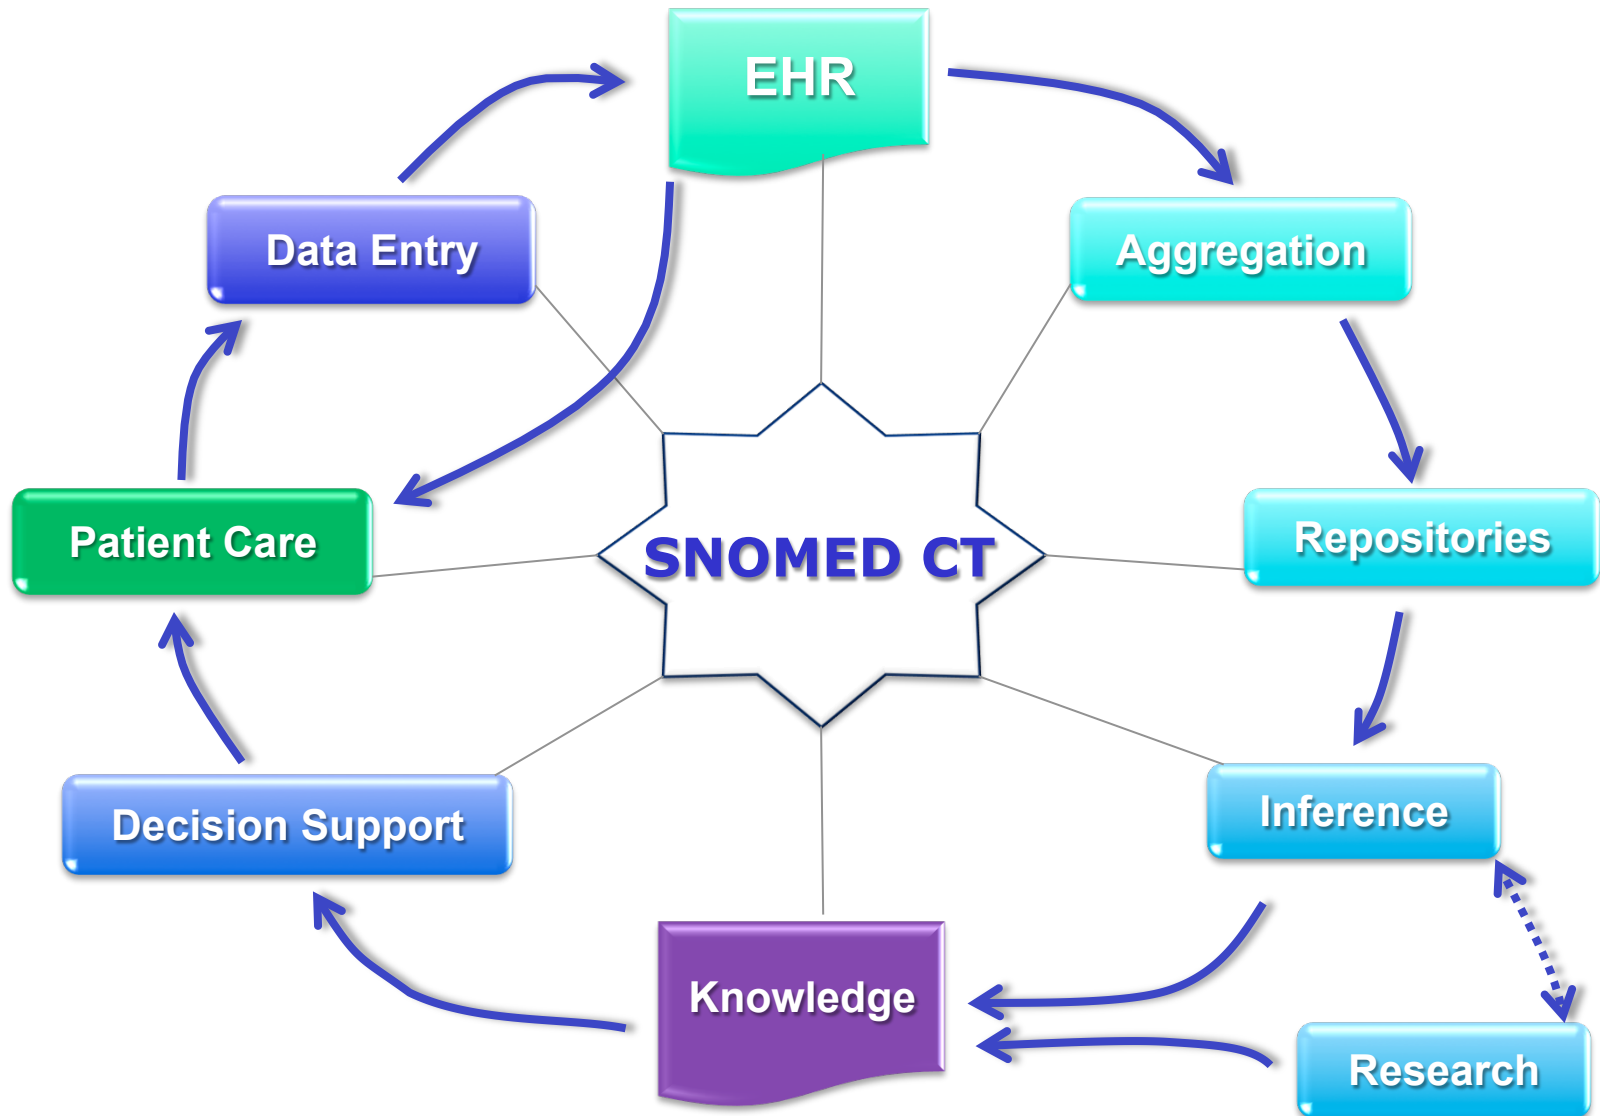 EHR
Data Entry
Aggregation
Patient Care
SNOMED CT
Repositories
Decision Support
Inference
Knowledge
Research